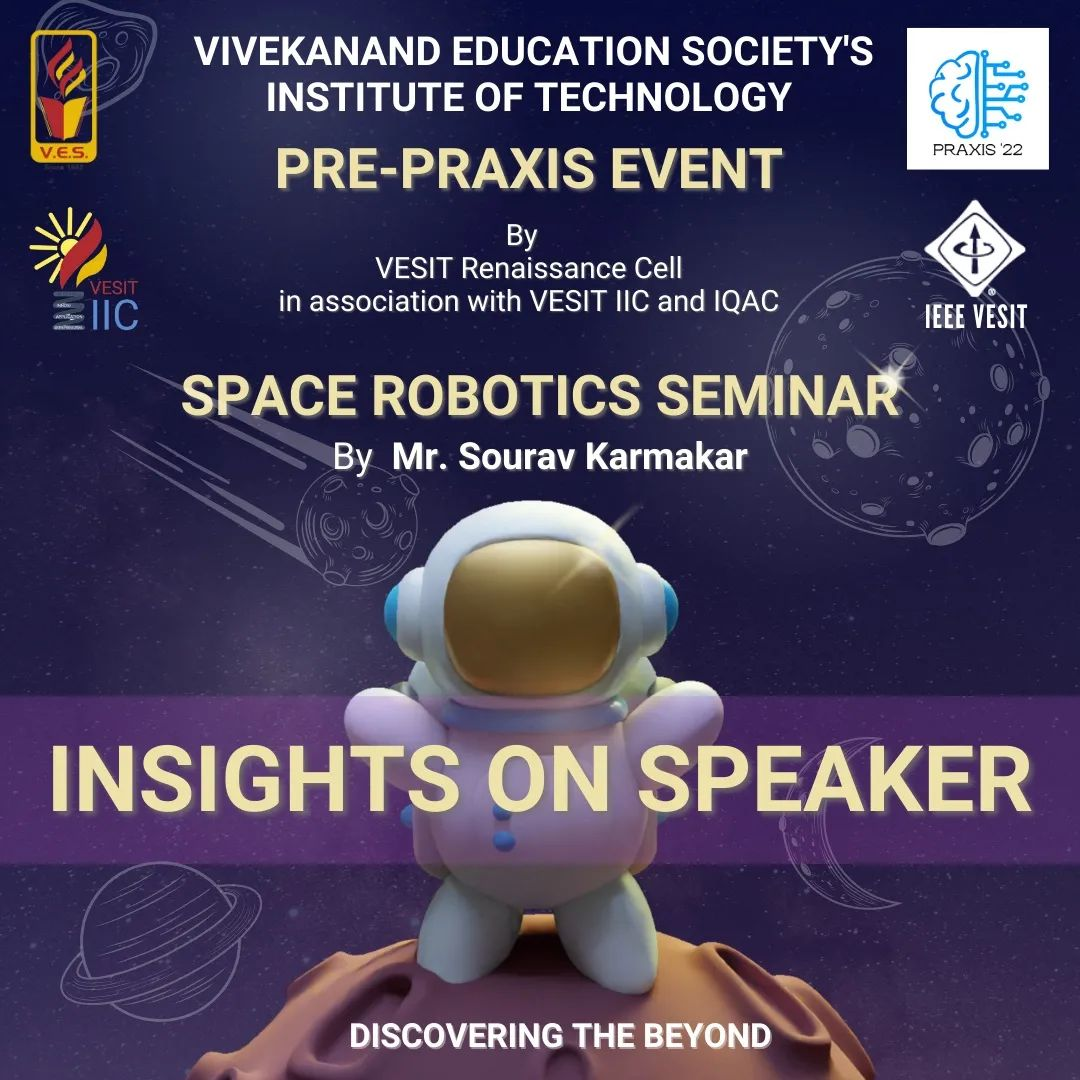 VIVEKANAND EDUCATION SOCIETY'S
INSTITUTE OF TECHNOLOGY
V.E.S.
Since 1962
PRAXIS '22
PRE-PRAXIS EVENT
By
VESIT Renaissance Cell
in association with VESIT IIC and IQAC
VESIT
IIC
®
IEEE VESIT
SPACE ROBOTICS SEMINAR
By Mr. Sourav Karmakar
INSIGHTS ON SPEAKER
DISCOVERING THE BEYOND